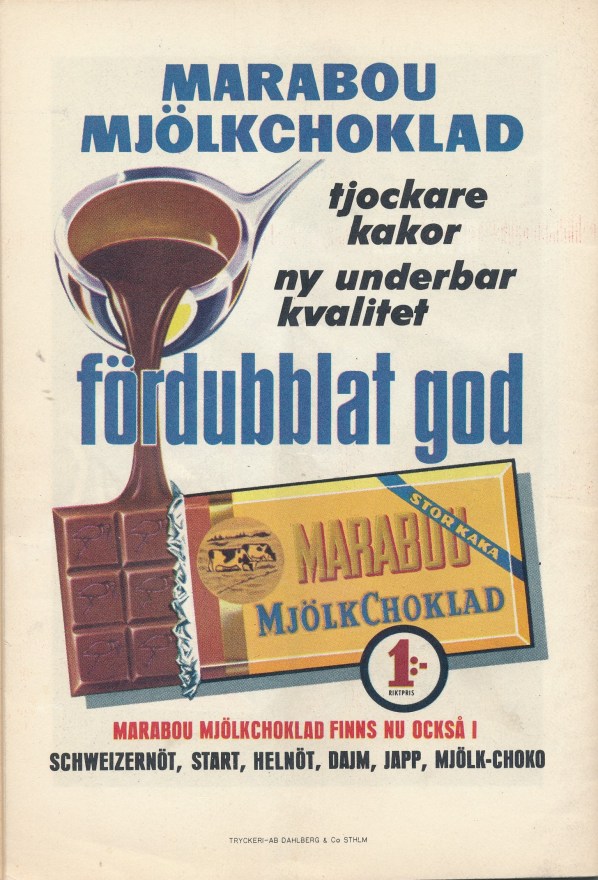 MARABOU
MJÖLKCHOKLAD
tjockare
kakor
ny underbar
kvalitet
fördubblat god
STOR KAKA
MARABOU
MJÖLKCHOKLAD
1:-
RIKTPRIS
MARABOU MJÖLKCHOKLAD FINNS NU OCKSÅ I
SCHWEIZERNÖT, START, HELNÖT, DAJM, JAPP, MJÖLK-CHOKO
TRYCKERI-AB DAHLBERG & Co STHLM